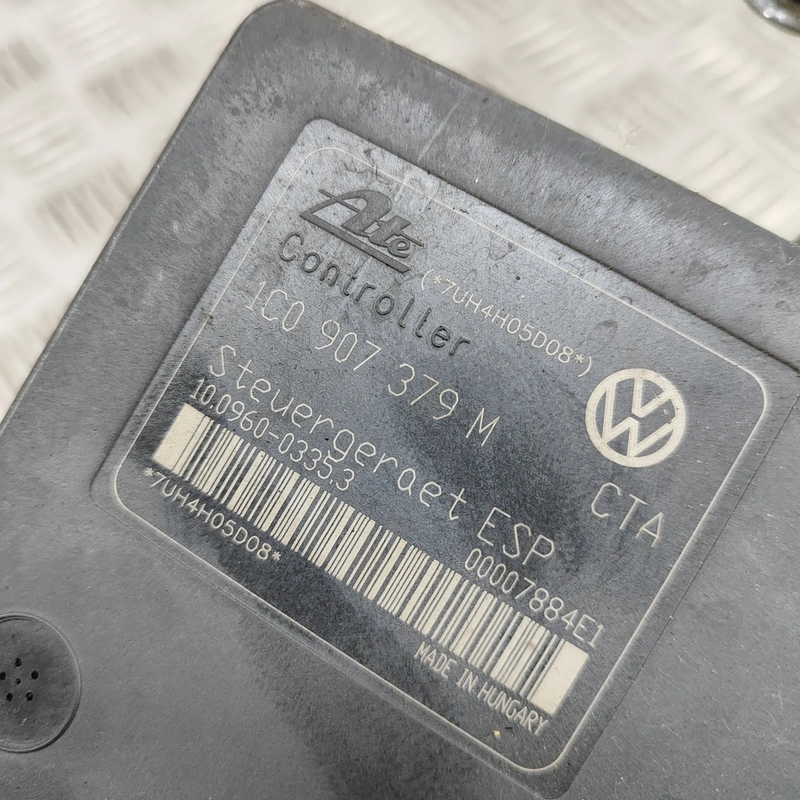 Ate
Controller
(*7UH4H05D08*)
1C0 907 379 M
Steuergeraet ESP
10.0960-0335.3
CTA
00007884E1
*7UH4H05D08*
MADE IN HUNGARY